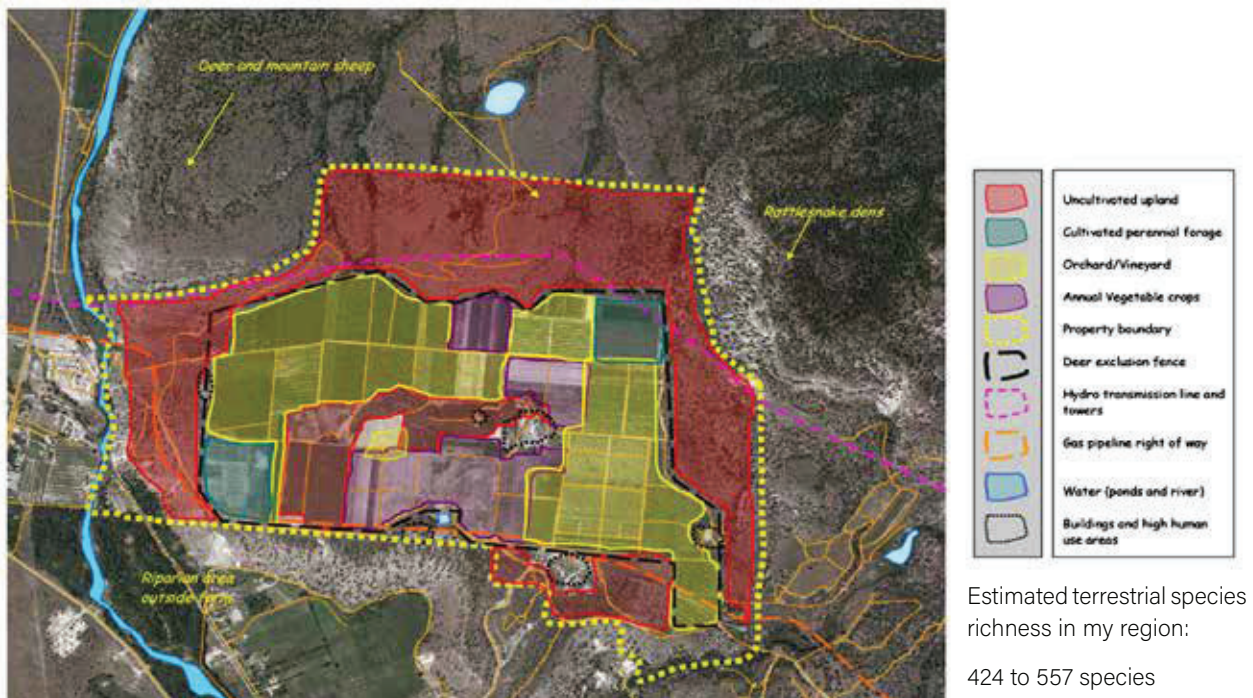 Deer and mountain sheep
Rattlesnake dens
Riparian area
outside farm
Uncultivated upland
Cultivated perennial forage
Orchard/Vineyard
Annual Vegetable crops
Property boundary
Deer exclusion fence
Hydro transmission line and
towers
Gas pipeline right of way
Water (ponds and river)
Buildings and high human
use areas
Estimated terrestrial species
richness in my region:
424 to 557 species